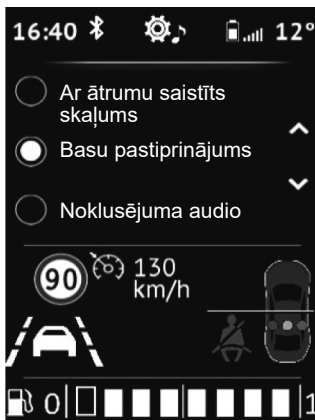 16:40 12°
Ar ātrumu saistīts
skaļums
Basu pastiprinājums
Noklusējuma audio
90 130
km/h
0 1